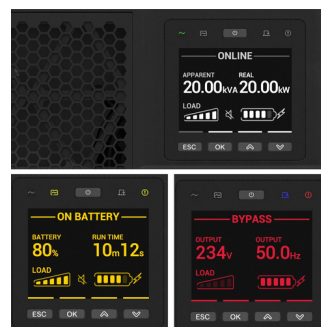 ONLINE
APPARENT REAL
20.00kVA 20.00kW
LOAD
ESC OK
ON BATTERY
BATTERY RUN TIME
80% 10m12s
LOAD
ESC OK
BYPASS
OUTPUT OUTPUT
234V 50.0Hz
LOAD
ESC OK